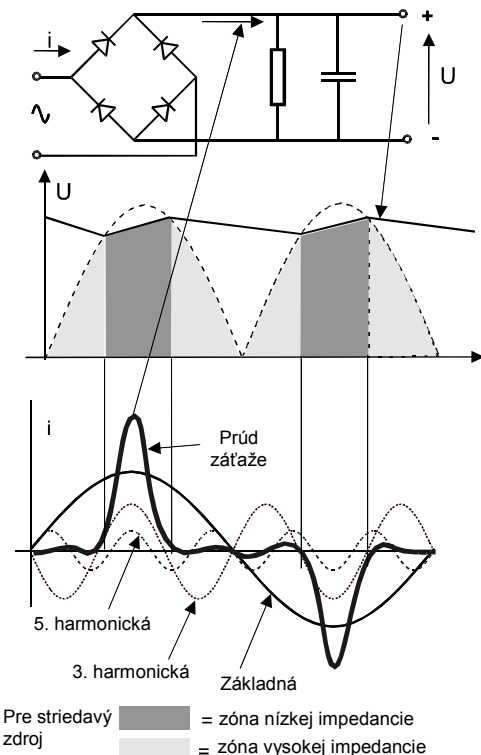 +
i
U
-
U
i
Prúd
záťaže
5. harmonická
3. harmonická
Základná
Pre striedavý
zdroj
= zóna nízkej impedancie
= zóna vysokej impedancie